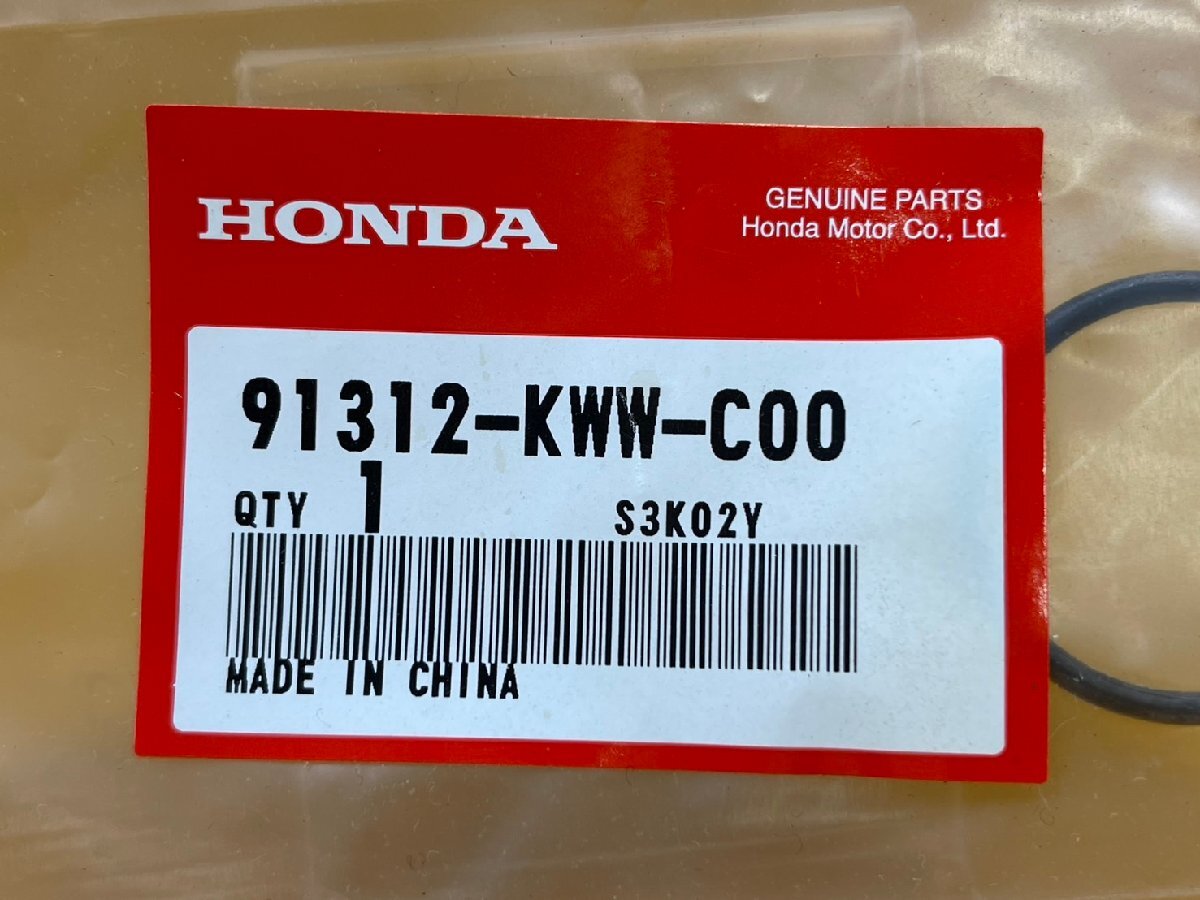 HONDA
GENUINE PARTS
Honda Motor Co., Ltd.
91312-KWW-C00
QTY 1 S3K02Y
MADE IN CHINA